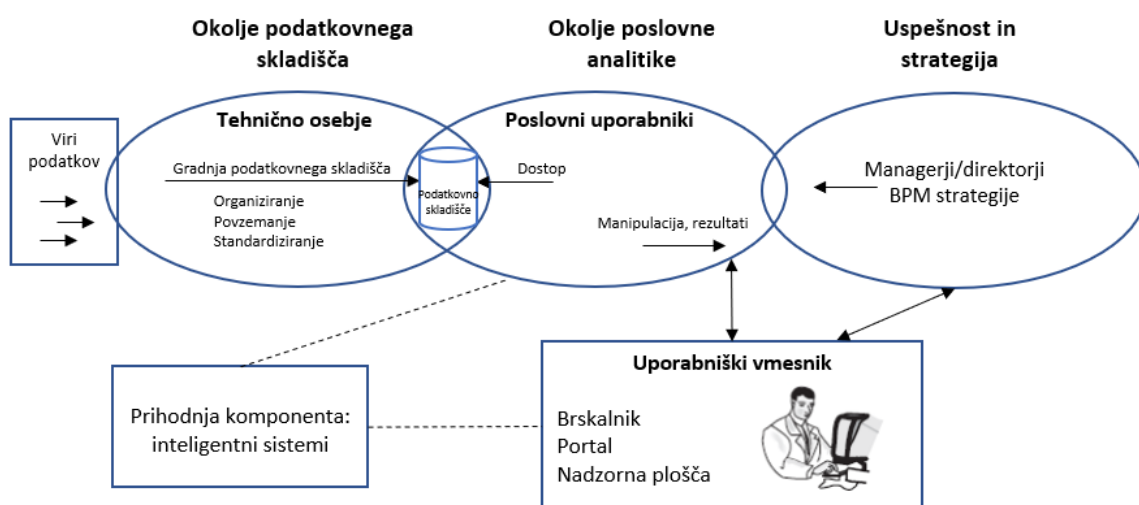 Okolje podatkovnega
skladišča
Okolje poslovne
analitike
Uspešnost in
strategija
Viri
podatkov
Tehnično osebje
Gradnja podatkovnega skladišča
Organiziranje
Povzemanje
Standardiziranje
Podatkovno
skladišče
Poslovni uporabniki
Dostop
Manipulacija, rezultati
Managerji/direktorji
BPM strategije
Prihodnja komponenta:
inteligentni sistemi
Uporabniški vmesnik
Brskalnik
Portal
Nadzorna plošča